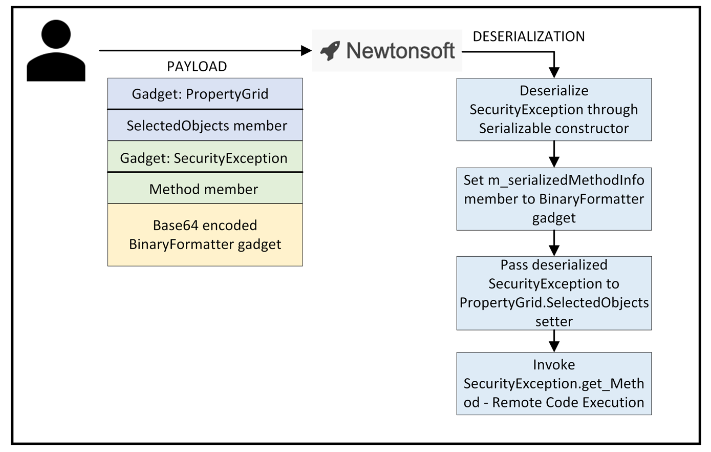 Newtonsoft
DESERIALIZATION
PAYLOAD
Gadget: PropertyGrid
SelectedObjects member
Gadget: SecurityException
Method member
Base64 encoded
BinaryFormatter gadget
Deserialize
SecurityException through
Serializable constructor
Set m_serializedMethodInfo
member to BinaryFormatter
gadget
Pass deserialized
SecurityException to
PropertyGrid.SelectedObjects
setter
Invoke
SecurityException.get_Meth
od - Remote Code Execution